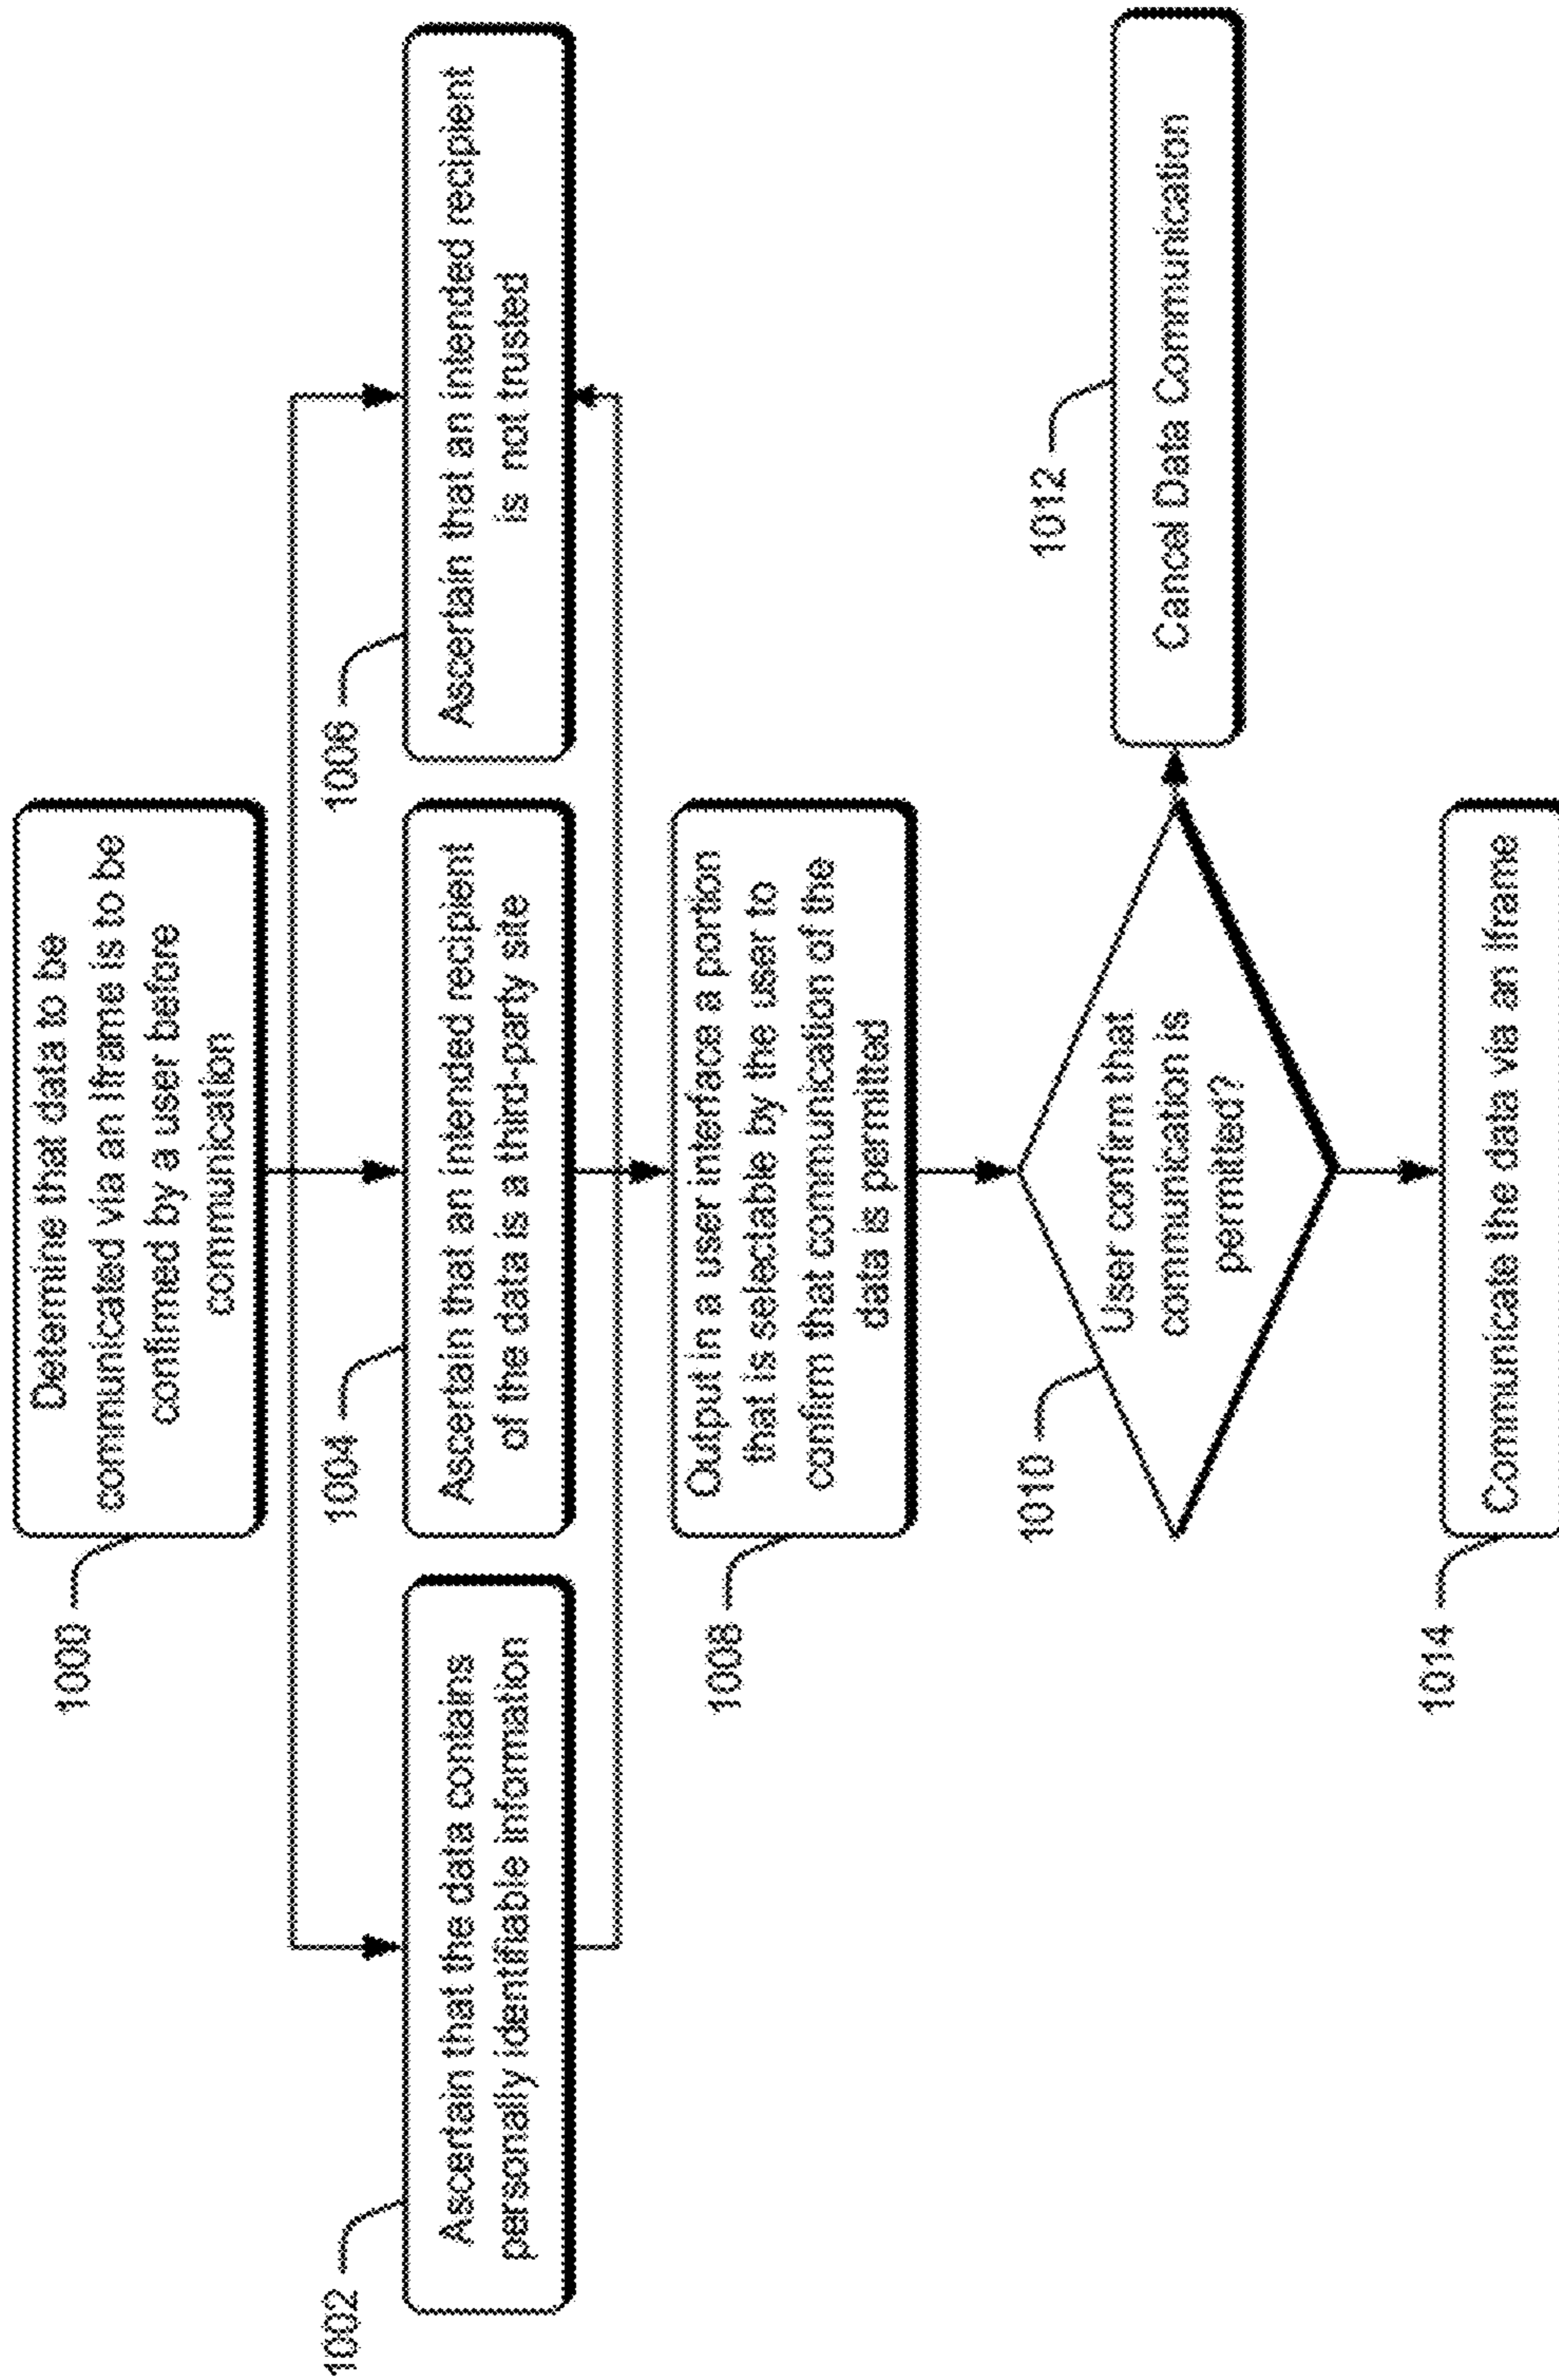 1000
Determine that data to be
communicated via an Iframe is to be
confirmed by a user before
communication
1002
Ascertain that the data contains
personally identifiable information
1004
Ascertain that an intended recipient
of the data is a third-party site
1006
Ascertain that an intended recipient
is not trusted
1008
Output in a user interface a portion
that is selectable by the user to
confirm that communication of the
data is permitted
1010
User confirm that
communication is
permitted?
1012
Cancel Data Communication
1014
Communicate the data via an Iframe